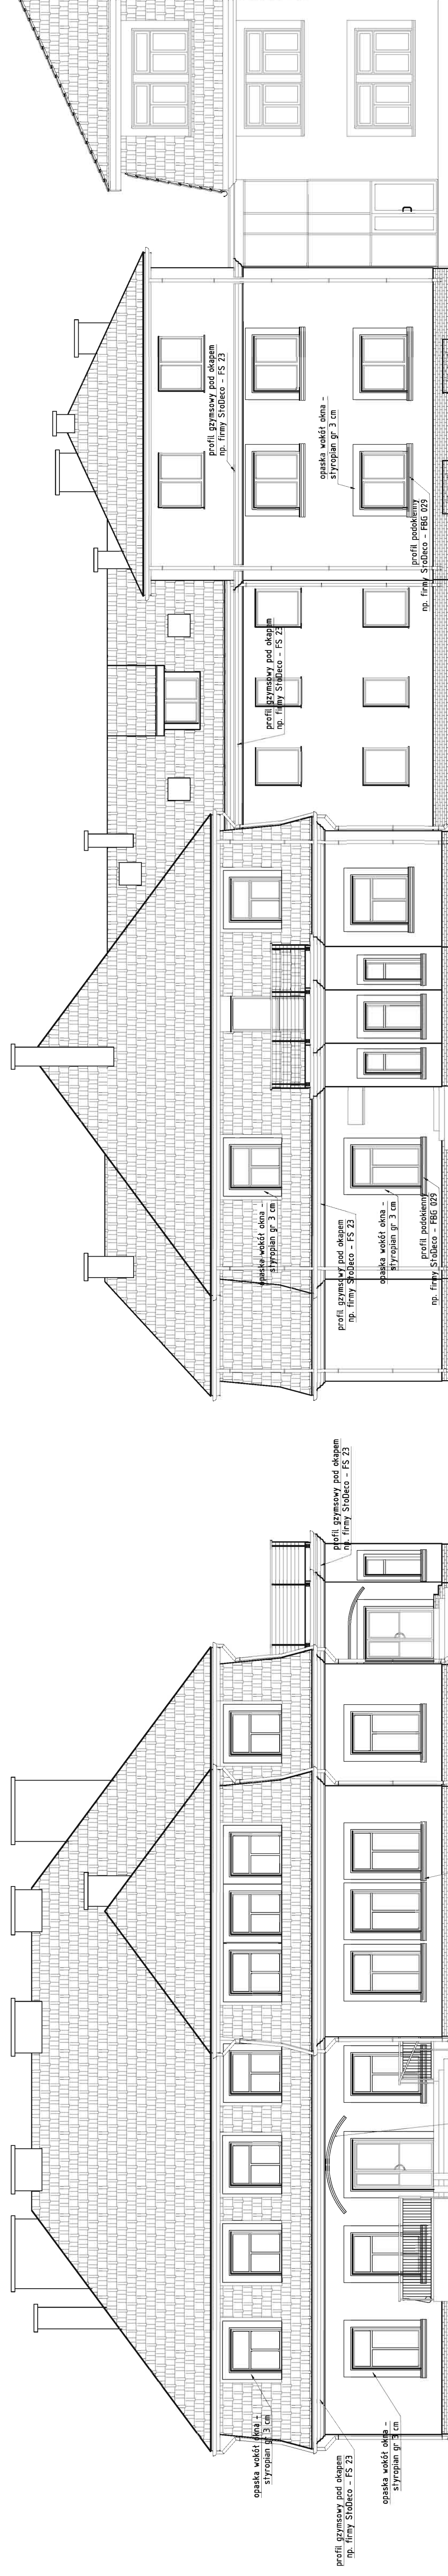 profil gzymsowy pod okapem
np. firmy StoDeco - FS 23
opaska wokół okna -
styropian gr 3 cm
profil podokienny
np. firmy StoDeco - FBG 029
profil gzymsowy pod okapem
np. firmy StoDeco - FS 23
opaska wokół okna -
styropian gr 3 cm
profil gzymsowy pod okapem
np. firmy StoDeco - FS 23
opaska wokół okna -
styropian gr 3 cm
profil podokienny
np. firmy StoDeco - FBG 029
profil gzymsowy pod okapem
np. firmy StoDeco - FS 23
opaska wokół okna -
styropian gr 3 cm
profil gzymsowy pod okapem
np. firmy StoDeco - FS 23
opaska wokół okna -
styropian gr 3 cm